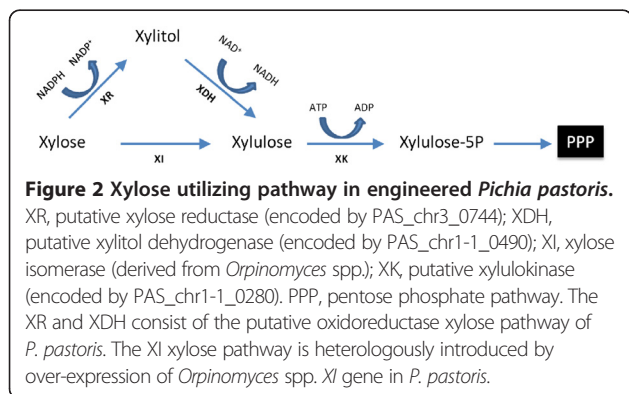 Xylitol
NADPH NADP⁺ NAD⁺ NADH
XR XDH
ATP ADP
Xylose Xylulose Xylulose-5P PPP
XI XK
Figure 2 Xylose utilizing pathway in engineered Pichia pastoris.
XR, putative xylose reductase (encoded by PAS_chr3_0744); XDH,
putative xylitol dehydrogenase (encoded by PAS_chr1-1_0490); XI, xylose
isomerase (derived from Orpinomyces spp.); XK, putative xylulokinase
(encoded by PAS_chr1-1_0280). PPP, pentose phosphate pathway. The
XR and XDH consist of the putative oxidoreductase xylose pathway of
P. pastoris. The XI xylose pathway is heterologously introduced by
over-expression of Orpinomyces spp. XI gene in P. pastoris.